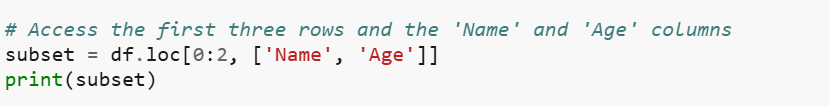 # Access the first three rows and the 'Name' and 'Age' columns
subset = df.loc[0:2, ['Name', 'Age']]
print(subset)